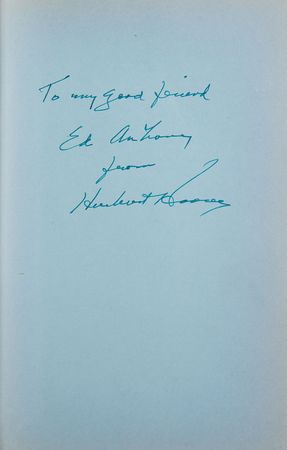 To my good friend
Ed Anthony
from
Herbert Hoover